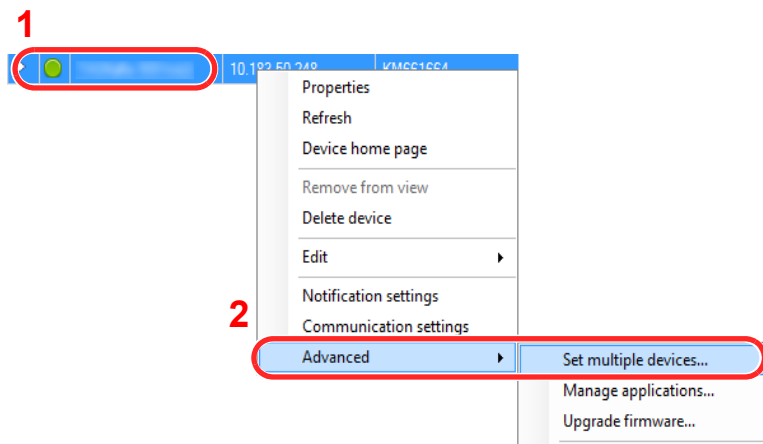 1
10.183.50.248 KM661664
Properties
Refresh
Device home page
Remove from view
Delete device
Edit
Notification settings
2
Communication settings
Advanced
Set multiple devices...
Manage applications...
Upgrade firmware...